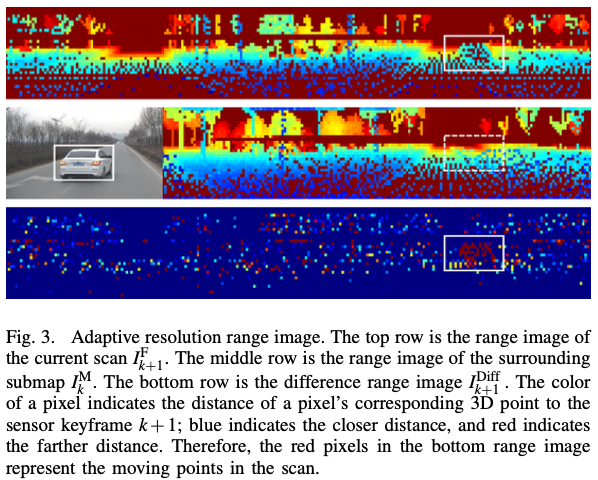 Fig. 3. Adaptive resolution range image. The top row is the range image of
the current scan I^F_{k+1}. The middle row is the range image of the surrounding
submap I^M_k. The bottom row is the difference range image I^Diff_{k+1}. The color
of a pixel indicates the distance of a pixel's corresponding 3D point to the
sensor keyframe k+1; blue indicates the closer distance, and red indicates
the farther distance. Therefore, the red pixels in the bottom range image
represent the moving points in the scan.